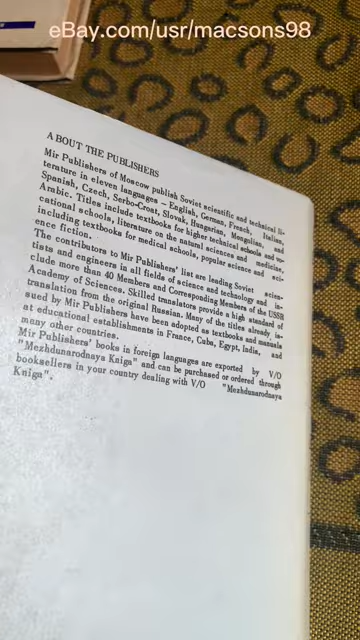 eBay.com/usr/macsons98
ABOUT THE PUBLISHERS
Mir Publishers of Moscow publish Soviet scientific and technical li-
terature in eleven languages – English, German, French, Italian,
Spanish, Czech, Serbo-Croat, Slovak, Hungarian, Mongolian, and
Arabic. Titles include textbooks for higher technical schools and vo-
cational schools, literature on the natural sciences and medicine,
including textbooks for medical schools, popular science and sci-
ence fiction.
The contributors to Mir Publishers' list are leading Soviet scien-
tists and engineers in all fields of science and technology and in-
clude more than 40 Members and Corresponding Members of the USSR
Academy of Sciences. Skilled translators provide a high standard of
translation from the original Russian. Many of the titles already is-
sued by Mir Publishers have been adopted as textbooks and manuals
at educational establishments in France, Cuba, Egypt, India, and
many other countries.
Mir Publishers' books in foreign languages are exported by V/O
"Mezhdunarodnaya Kniga" and can be purchased or ordered through
booksellers in your country dealing with V/O "Mezhdunarodnaya
Kniga".